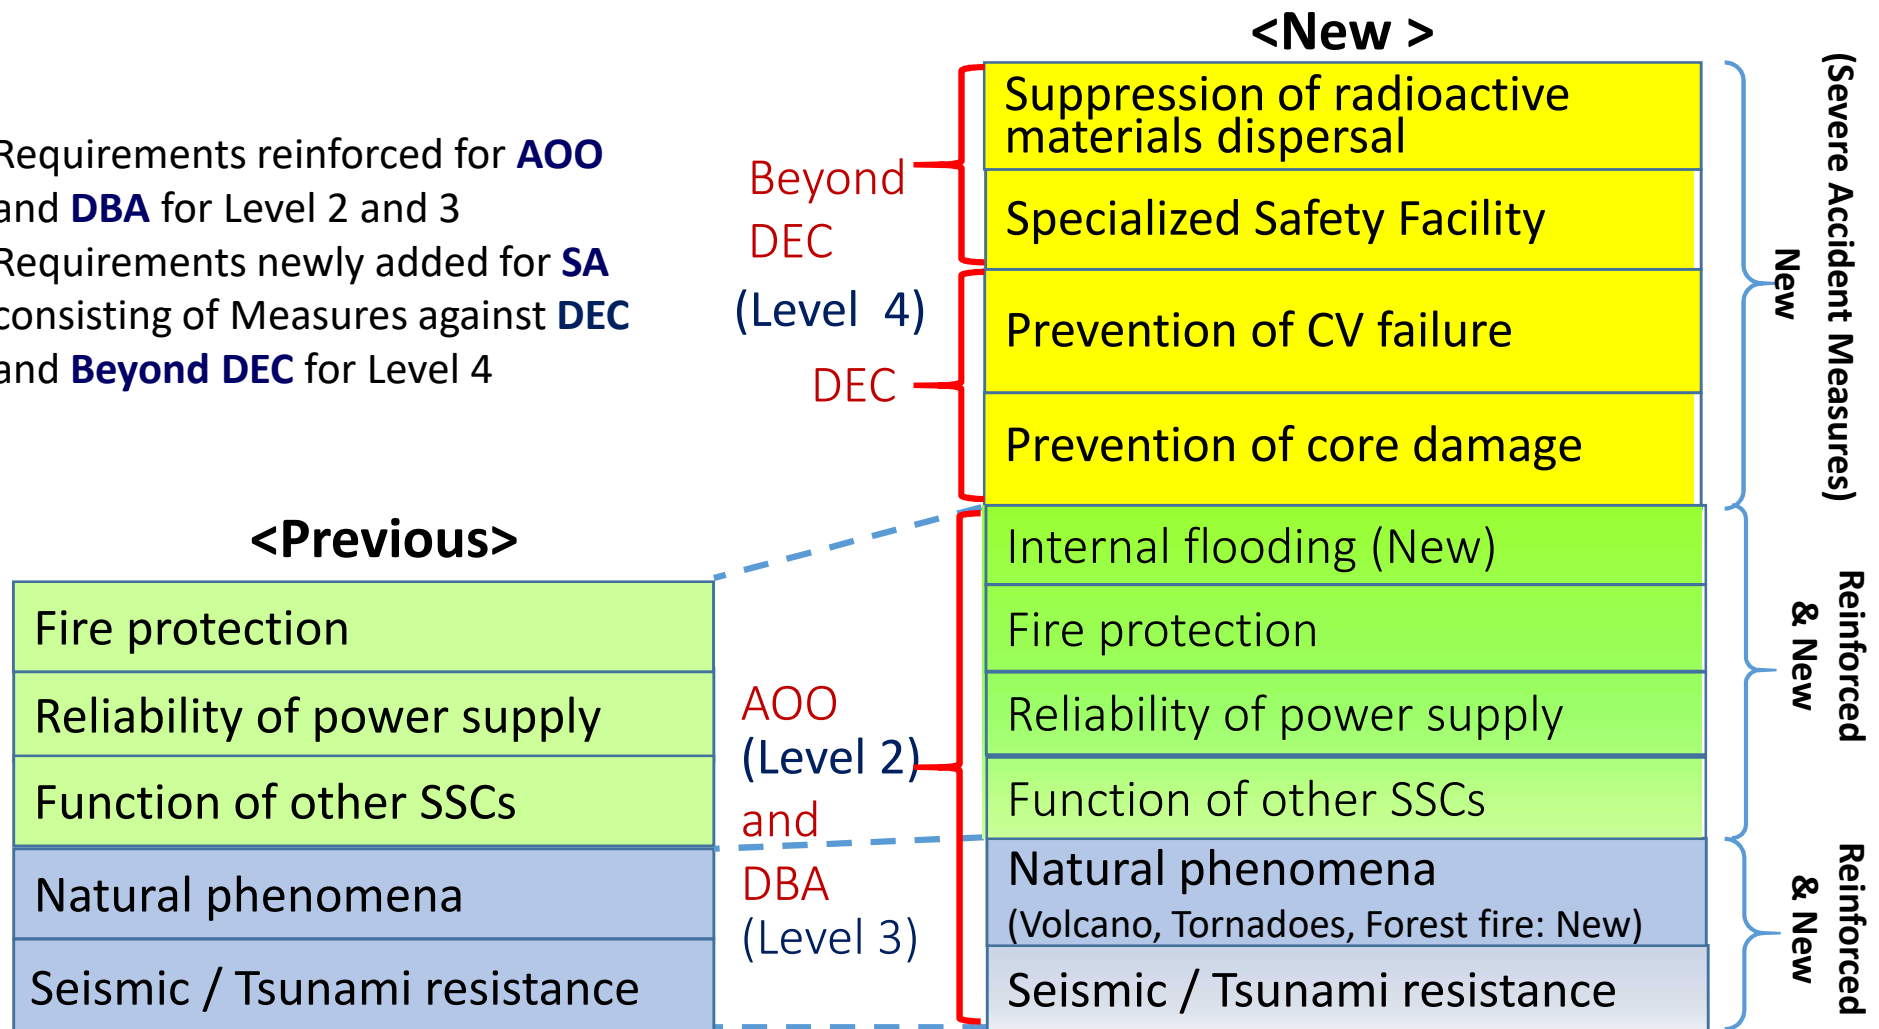 <New >
Requirements reinforced for AOO
and DBA for Level 2 and 3
Requirements newly added for SA
consisting of Measures against DEC
and Beyond DEC for Level 4
<Previous>
Fire protection
Reliability of power supply
Function of other SSCs
Natural phenomena
Seismic / Tsunami resistance
Beyond
DEC
(Level 4)
DEC
AOO
(Level 2)
and
DBA
(Level 3)
Suppression of radioactive
materials dispersal
Specialized Safety Facility
Prevention of CV failure
Prevention of core damage
Internal flooding (New)
Fire protection
Reliability of power supply
Function of other SSCs
Natural phenomena
(Volcano, Tornadoes, Forest fire: New)
Seismic / Tsunami resistance
(Severe Accident Measures)
New
Reinforced
& New
Reinforced
& New